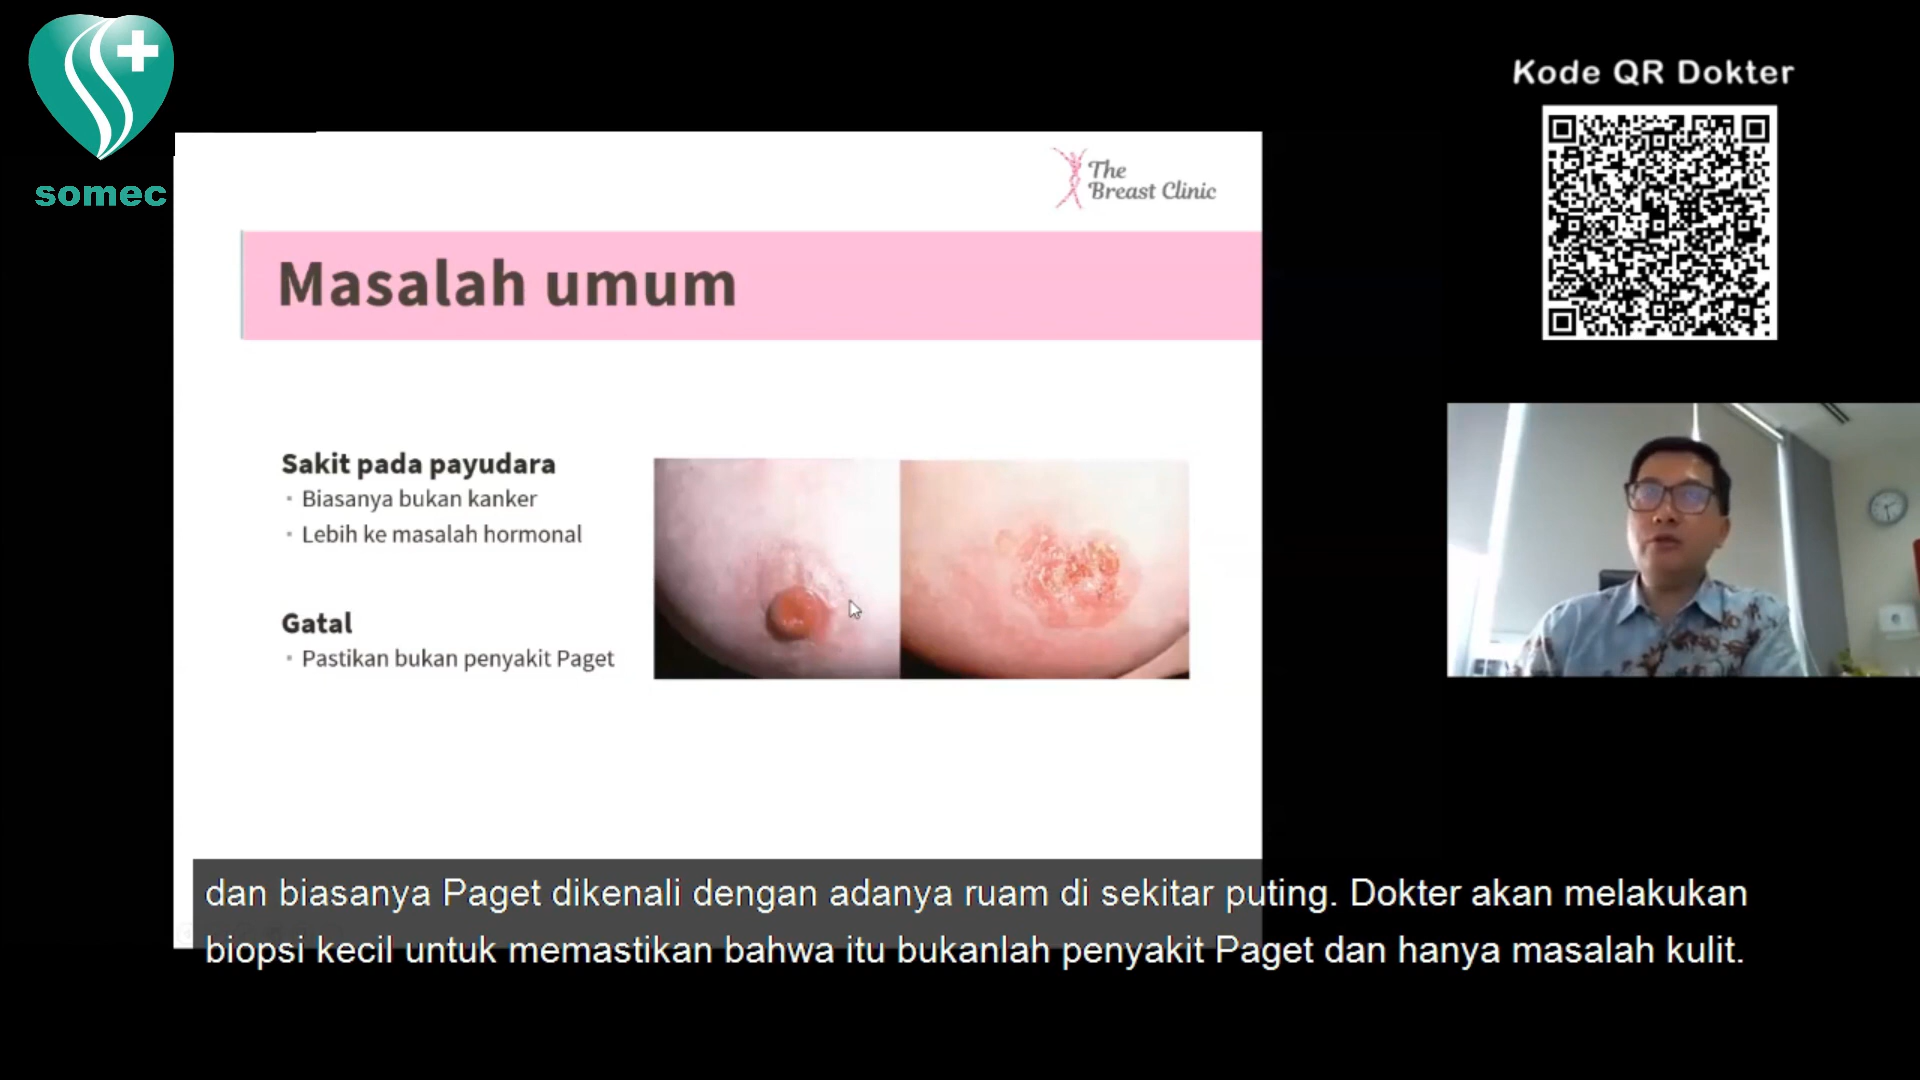 somec
Kode QR Dokter
The
Breast Clinic
Masalah umum
Sakit pada payudara
• Biasanya bukan kanker
• Lebih ke masalah hormonal
Gatal
• Pastikan bukan penyakit Paget
dan biasanya Paget dikenali dengan adanya ruam di sekitar puting. Dokter akan melakukan
biopsi kecil untuk memastikan bahwa itu bukanlah penyakit Paget dan hanya masalah kulit.